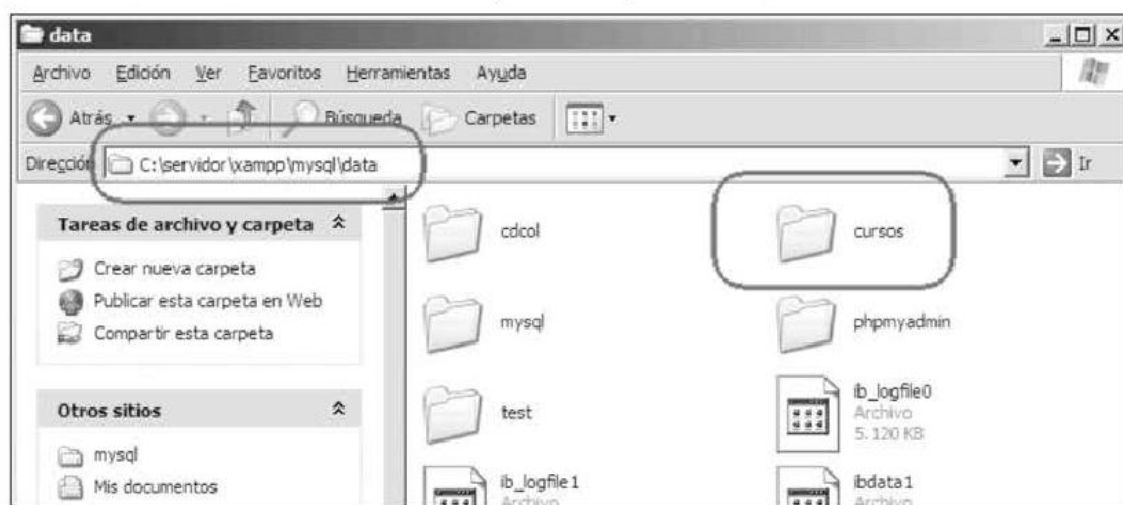 data
Archivo Edición Ver Favoritos Herramientas Ayuda
Atrás Búsqueda Carpetas
Dirección C:\servidor\xampp\mysql\data Ir
Tareas de archivo y carpeta
Crear nueva carpeta
Publicar esta carpeta en Web
Compartir esta carpeta
Otros sitios
mysql
Mis documentos
cdcol
cursos
mysql
phpmyadmin
test
ib_logfile0
Archivo
5.120 KB
ib_logfile1
Archivo
ibdata1
Archivo